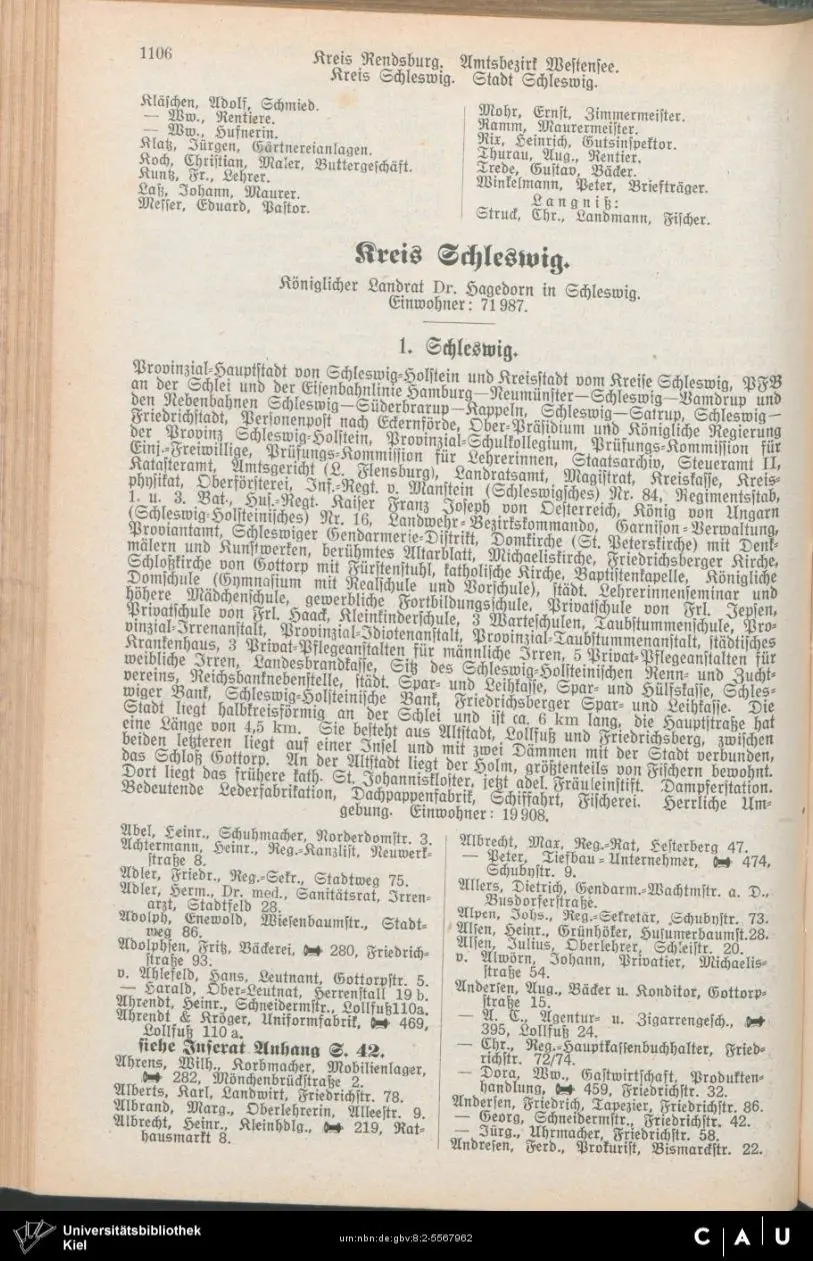 1106
Kreis Rendsburg. Amtsbezirk Westensee.
Kreis Schleswig. Stadt Schleswig.
Kläschen, Adolf, Schmied.
— Ww., Rentiere.
— Ww., Hufnerin.
Klatz, Jürgen, Gärtnereianlagen.
Koch, Christian, Maler, Buttergeschäft.
Kuntz, Fr., Lehrer.
Laß, Johann, Maurer.
Messer, Eduard, Pastor.
Mohr, Ernst, Zimmermeister.
Ramm, Maurermeister.
Rix, Heinrich, Gutsinspektor.
Thurau, Aug., Rentier.
Trede, Gustav, Bäcker.
Winkelmann, Peter, Briefträger.
Langniß:
Struck, Chr., Landmann, Fischer.
Kreis Schleswig.
Königlicher Landrat Dr. Hagedorn in Schleswig.
Einwohner: 71987.
1. Schleswig.
Provinzial-Hauptstadt von Schleswig-Holstein und Kreisstadt vom Kreise Schleswig, PFB
an der Schlei und der Eisenbahnlinie Hamburg—Neumünster—Schleswig—Vamdrup und
den Nebenbahnen Schleswig—Süderbrarup—Kappeln, Schleswig—Satrup, Schleswig—
Friedrichstadt, Personenpost nach Eckernförde, Ober-Präsidium und Königliche Regierung
der Provinz Schleswig-Holstein, Provinzial-Schulkollegium, Prüfungs-Kommission für
Einj.-Freiwillige, Prüfungs-Kommission für Lehrerinnen, Staatsarchiv, Steueramt II,
Katasteramt, Amtsgericht (L. Flensburg), Landratsamt, Magistrat, Kreiskasse, Kreis-
physikat, Oberförsterei, Inf.-Regt. v. Manstein (Schleswigsches) Nr. 84, Regimentsstab,
1. u. 3. Bat., Hus.-Regt. Kaiser Franz Joseph von Oesterreich, König von Ungarn
(Schleswig-Holsteinisches) Nr. 16, Landwehr-Bezirkskommando, Garnison-Verwaltung,
Proviantamt, Schleswiger Gendarmerie-Distrikt, Domkirche (St. Peterskirche) mit Denk-
mälern und Kunstwerken, berühmtes Altarblatt, Michaeliskirche, Friedrichsberger Kirche,
Schloßkirche von Gottorp mit Fürstenstuhl, katholische Kirche, Baptistenkapelle, Königliche
Domschule (Gymnasium mit Realschule und Vorschule), städt. Lehrerinnenseminar und
höhere Mädchenschule, gewerbliche Fortbildungsschule, Privatschule von Frl. Jepsen,
Privatschule von Frl. Haack, Kleinkinderschule, 3 Warteschulen, Taubstummenschule, Pro-
vinzial-Irrenanstalt, Provinzial-Idiotenanstalt, Provinzial-Taubstummenanstalt, städtisches
Krankenhaus, 3 Privat-Pflegeanstalten für männliche Irren, 5 Privat-Pflegeanstalten für
weibliche Irren, Landesbrandkasse, Sitz des Schleswig-Holsteinischen Renn- und Zucht-
vereins, Reichsbanknebenstelle, städt. Spar- und Leihkasse, Spar- und Hülfskasse, Schles-
wiger Bank, Schleswig-Holsteinische Bank, Friedrichsberger Spar- und Leihkasse. Die
Stadt liegt halbkreisförmig an der Schlei und ist ca. 6 km lang, die Hauptstraße hat
eine Länge von 4,5 km. Sie besteht aus Altstadt, Lollfuß und Friedrichsberg, zwischen
beiden letzteren liegt auf einer Insel und mit zwei Dämmen mit der Stadt verbunden,
das Schloß Gottorp. An der Altstadt liegt der Holm, größtenteils von Fischern bewohnt.
Dort liegt das frühere kath. St. Johanniskloster, jetzt adel. Fräuleinstift. Dampferstation.
Bedeutende Lederfabrikation, Dachpappenfabrik, Schiffahrt, Fischerei. Herrliche Um-
gebung. Einwohner: 19908.
Abel, Heinr., Schuhmacher, Norderdomstr. 3.
Achtermann, Heinr., Reg.-Kanzlist, Neuwerk-
straße 8.
Adler, Friedr., Reg.-Sekr., Stadtweg 75.
Adler, Herm., Dr. med., Sanitätsrat, Irren-
arzt, Stadtfeld 28.
Adolph, Enewold, Wiesenbaumstr., Stadt-
weg 86.
Adolphsen, Fritz, Bäckerei, 280, Friedrich-
straße 93.
v. Ahlefeld, Hans, Leutnant, Gottorpstr. 5.
— Harald, Ober-Leutnat, Herrenstall 19 b.
Ahrendt, Heinr., Schneidermstr., Lollfuß110a.
Ahrendt & Kröger, Uniformfabrik, 469,
Lollfuß 110 a.
siehe Inserat Anhang S. 42.
Ahrens, Wilh., Korbmacher, Mobilienlager,
282, Mönchenbrückstraße 2.
Alberts, Karl, Landwirt, Friedrichstr. 78.
Albrand, Marg., Oberlehrerin, Alleestr. 9.
Albrecht, Heinr., Kleinhdlg., 219, Rat-
hausmarkt 8.
Albrecht, Max, Reg.-Rat, Hesterberg 47.
— Peter, Tiefbau-Unternehmer, 474,
Schubystr. 9.
Allers, Dietrich, Gendarm.-Wachtmstr. a. D.,
Busdorferstraße.
Alpen, Johs., Reg.-Sekretär, Schubystr. 73.
Alsen, Heinr., Grünhöker, Husumerbaumst.28.
Alsen, Julius, Oberlehrer, Schleistr. 20.
v. Alwörn, Johann, Privatier, Michaelis-
straße 54.
Andersen, Aug., Bäcker u. Konditor, Gottorp-
straße 15.
— A. C., Agentur- u. Zigarrengesch.,
395, Lollfuß 24.
— Chr., Reg.-Hauptkassenbuchhalter, Fried-
richstr. 72/74.
— Dora, Ww., Gastwirtschaft, Produkten-
handlung, 459, Friedrichstr. 32.
Andersen, Friedrich, Tapezier, Friedrichstr. 86.
— Georg, Schneidermstr., Friedrichstr. 42.
— Jürg., Uhrmacher, Friedrichstr. 58.
Andresen, Ferd., Prokurist, Bismarckstr. 22.
Universitätsbibliothek
Kiel
urn:nbn:de:gbv:8:2-5567962
C A U